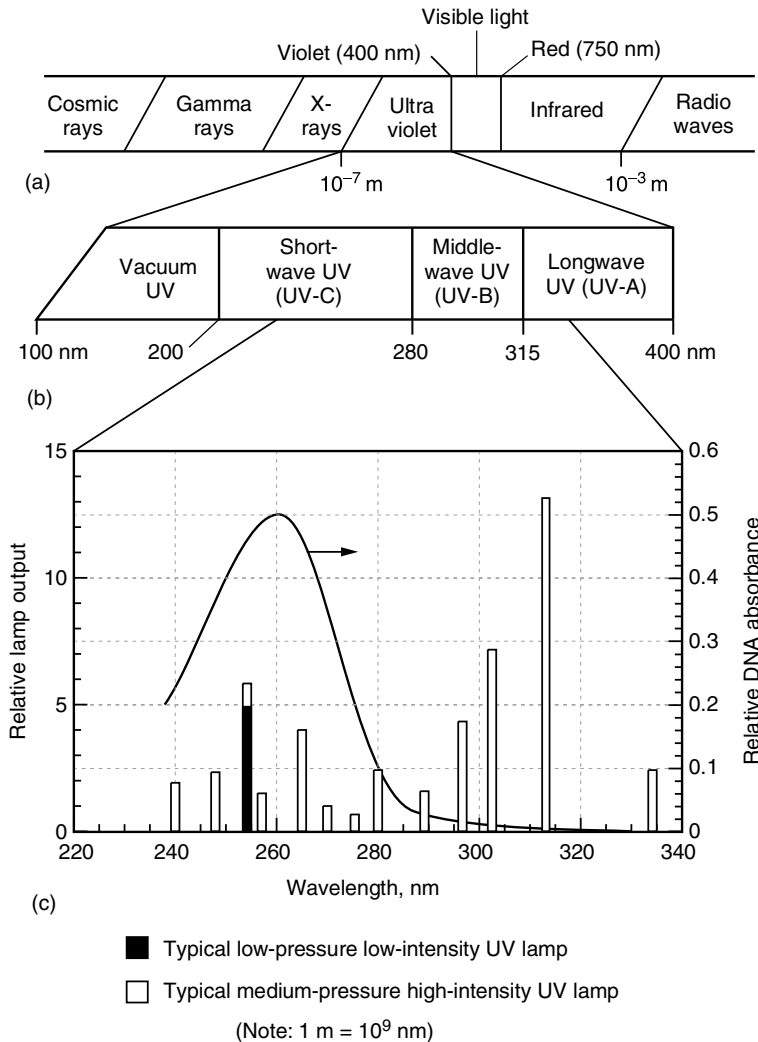 Visible light
Violet (400 nm)
Red (750 nm)
Cosmic
rays
Gamma
rays
X-
rays
Ultra
violet
Infrared
Radio
waves
(a)
10⁻⁷ m
10⁻³ m
Vacuum
UV
Short-
wave UV
(UV-C)
Middle-
wave UV
(UV-B)
Longwave
UV (UV-A)
100 nm
200
280
315
400 nm
(b)
15
10
5
0
Relative lamp output
0.6
0.5
0.4
0.3
0.2
0.1
0
Relative DNA absorbance
220
240
260
280
300
320
340
Wavelength, nm
(c)
Typical low-pressure low-intensity UV lamp
Typical medium-pressure high-intensity UV lamp
(Note: 1 m = 10⁹ nm)